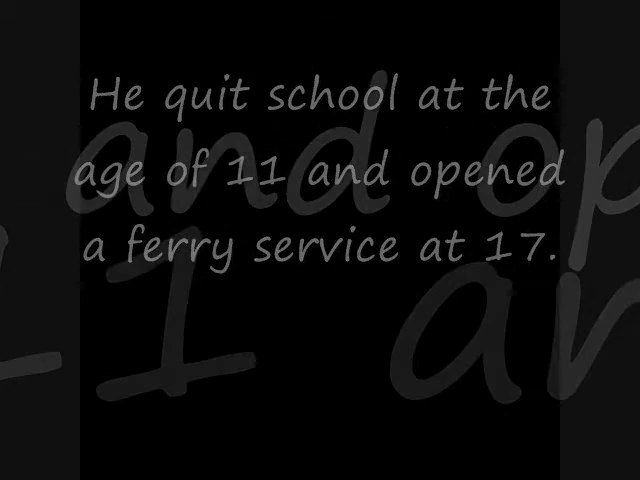 He quit school at the
age of 11 and opened
a ferry service at 17.